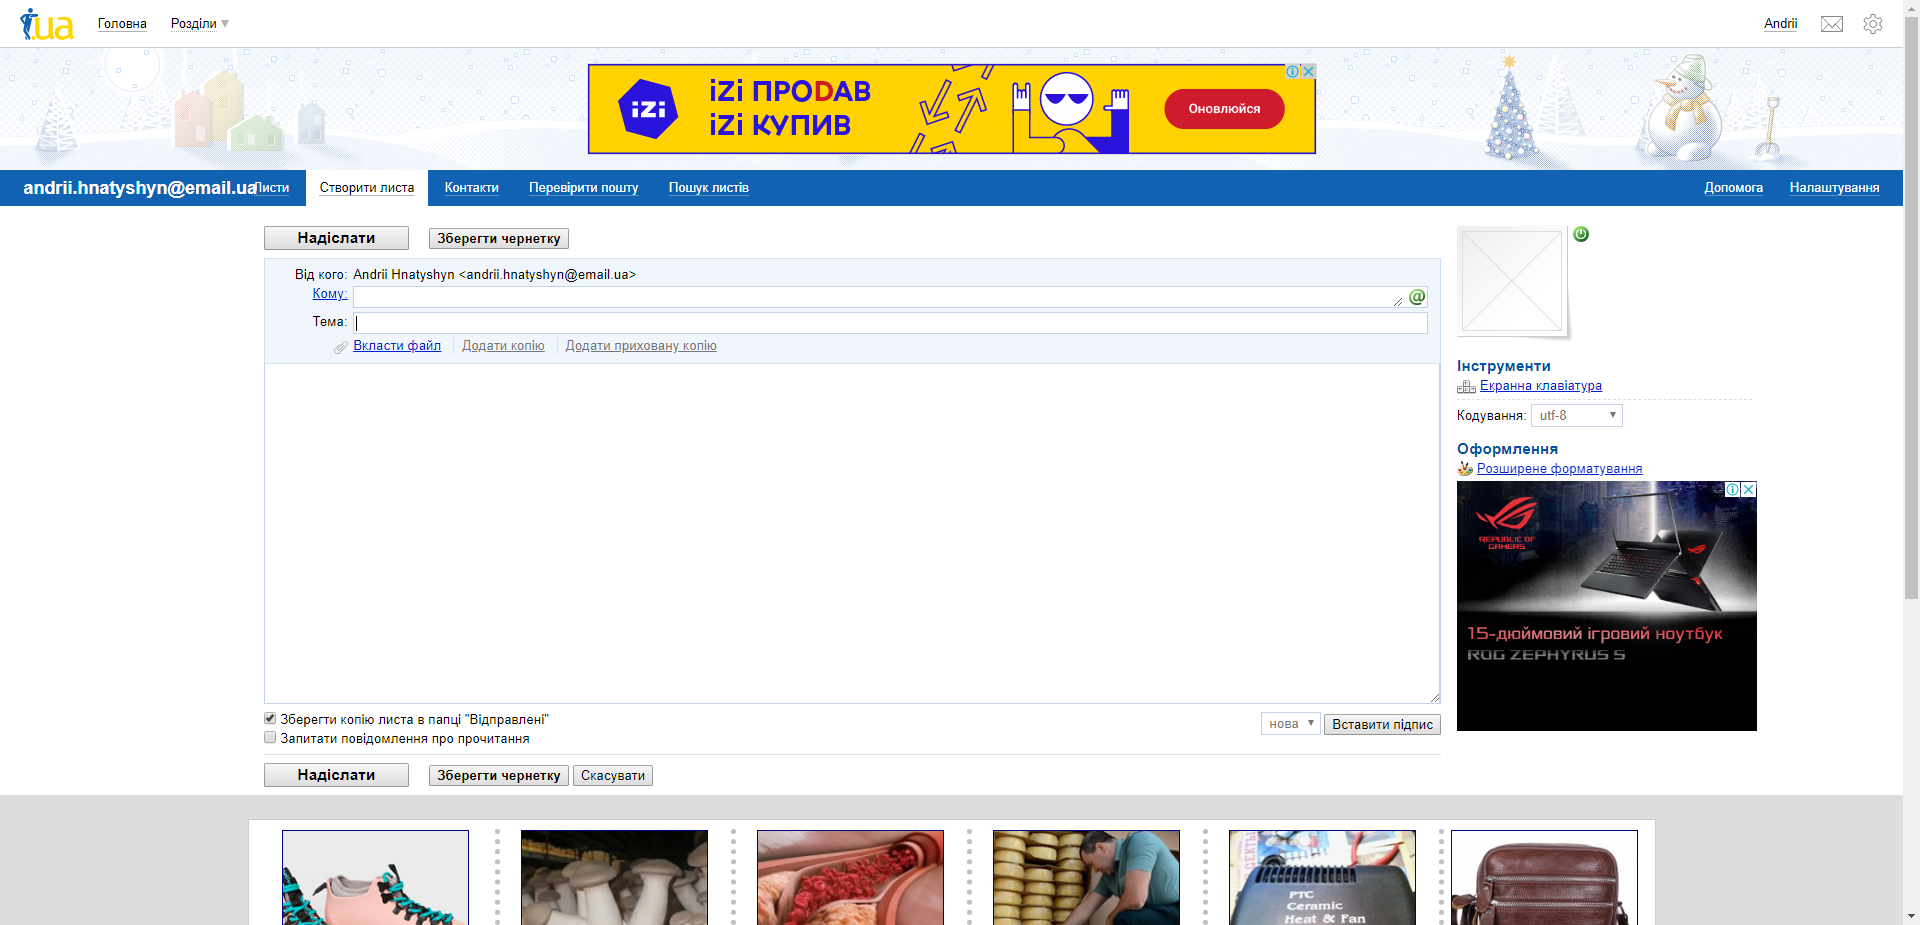 .ua
Головна
Розділи
Andrii
iZi
iZi ПРОDАВ
iZi КУПИВ
Оновлюйся
andrii.hnatyshyn@email.ua
Листи
Створити листа
Контакти
Перевірити пошту
Пошук листів
Допомога
Налаштування
Надіслати
Зберегти чернетку
Від кого: Andrii Hnatyshyn <andrii.hnatyshyn@email.ua>
Кому:
Тема:
Вкласти файл
Додати копію
Додати приховану копію
Інструменти
Екранна клавіатура
Кодування: utf-8
Оформлення
Розширене форматування
REPUBLIC OF
GAMERS
15-дюймовий ігровий ноутбук
ROG ZEPHYRUS S
Зберегти копію листа в папці "Відправлені"
Запитати повідомлення про прочитання
нова
Вставити підпис
Надіслати
Зберегти чернетку
Скасувати
PTC
Ceramic
Heat & Fan